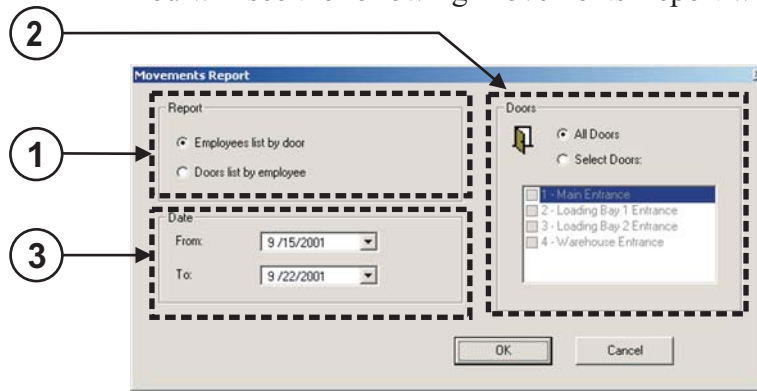 Movements Report
2
1
3
Report
Employees list by door
Doors list by employee
Date
From: 9 /15/2001
To: 9 /22/2001
Doors
All Doors
Select Doors:
1 - Main Entrance
2 - Loading Bay 1 Entrance
3 - Loading Bay 2 Entrance
4 - Warehouse Entrance
OK
Cancel